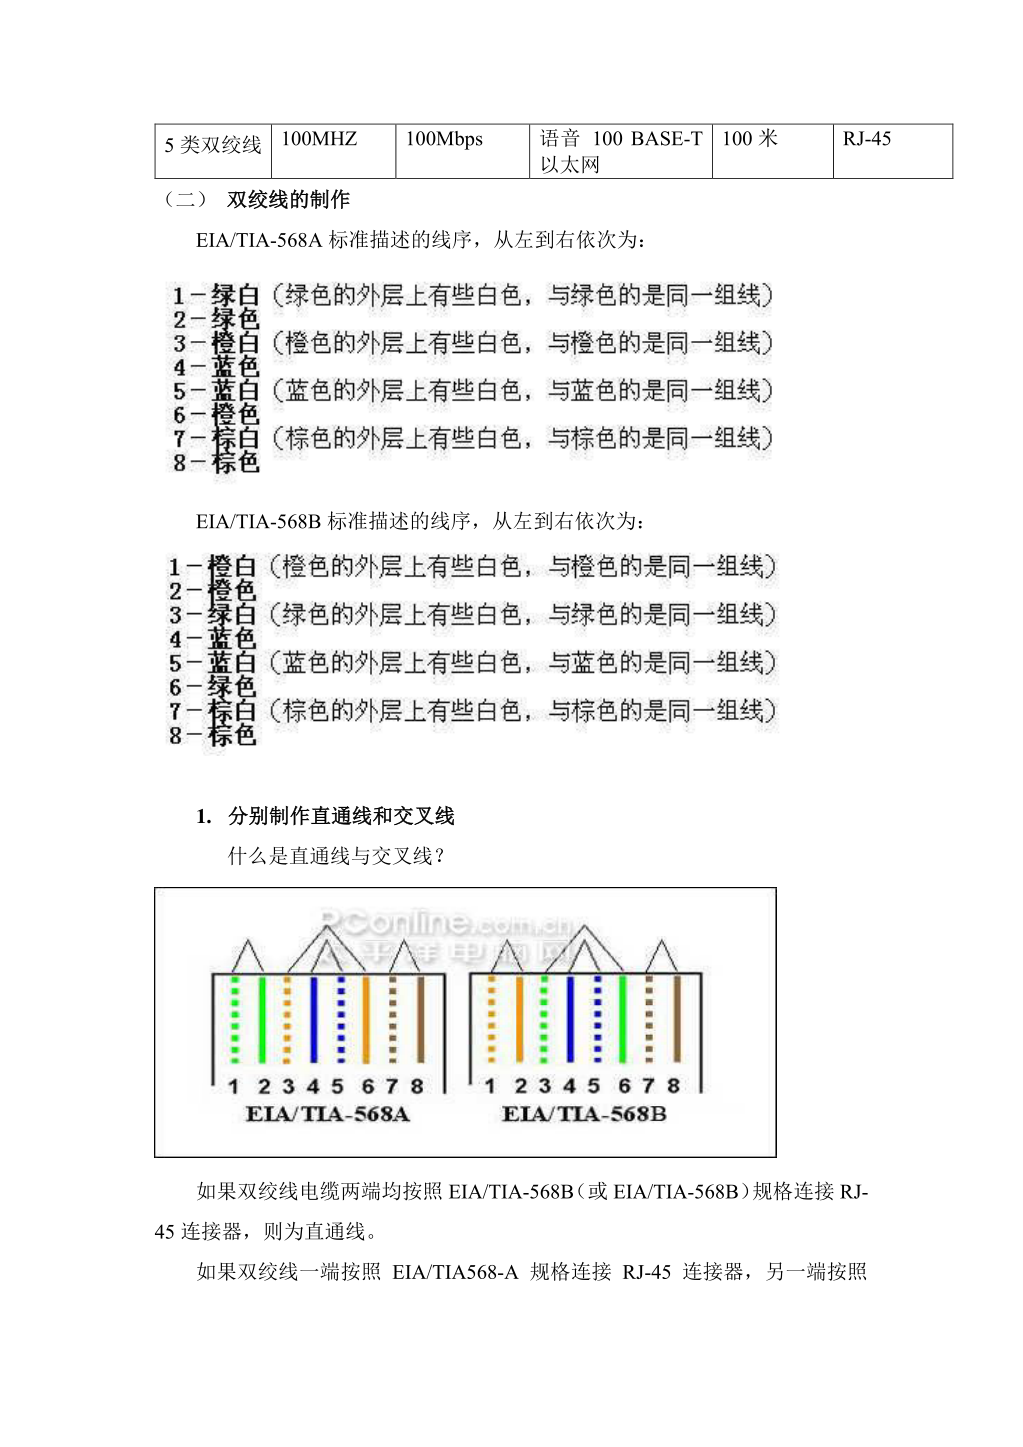 5 类双绞线 100MHZ 100Mbps 语音 100 BASE-T 100 米 RJ-45
以太网
（二） 双绞线的制作
EIA/TIA-568A 标准描述的线序，从左到右依次为：
1－绿白（绿色的外层上有些白色，与绿色的是同一组线）
2－绿色
3－橙白（橙色的外层上有些白色，与橙色的是同一组线）
4－蓝色
5－蓝白（蓝色的外层上有些白色，与蓝色的是同一组线）
6－橙色
7－棕白（棕色的外层上有些白色，与棕色的是同一组线）
8－棕色
EIA/TIA-568B 标准描述的线序，从左到右依次为：
1－橙白（橙色的外层上有些白色，与橙色的是同一组线）
2－橙色
3－绿白（绿色的外层上有些白色，与绿色的是同一组线）
4－蓝色
5－蓝白（蓝色的外层上有些白色，与蓝色的是同一组线）
6－绿色
7－棕白（棕色的外层上有些白色，与棕色的是同一组线）
8－棕色
1. 分别制作直通线和交叉线
什么是直通线与交叉线？
PConline.com.cn
太平洋电脑网
1 2 3 4 5 6 7 8 1 2 3 4 5 6 7 8
EIA/TIA-568A EIA/TIA-568B
如果双绞线电缆两端均按照 EIA/TIA-568B（或 EIA/TIA-568B）规格连接 RJ-
45 连接器，则为直通线。
如果双绞线一端按照 EIA/TIA568-A 规格连接 RJ-45 连接器，另一端按照